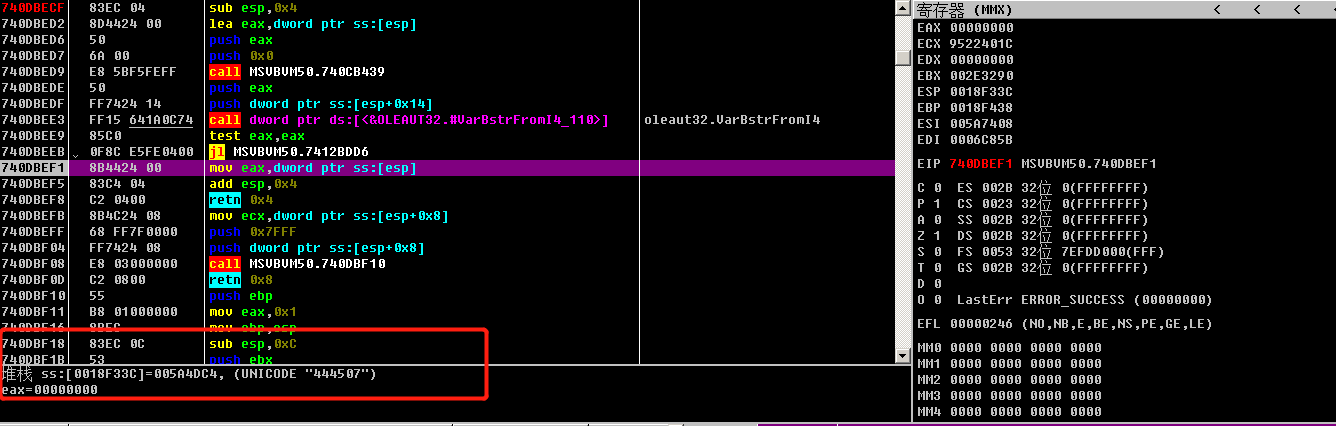 740DBECF 83EC 04 sub esp,0x4
740DBED2 8D4424 00 lea eax,dword ptr ss:[esp]
740DBED6 50 push eax
740DBED7 6A 00 push 0x0
740DBED9 E8 5BF5FEFF call MSVBVM50.740CB439
740DBEDE 50 push eax
740DBEDF FF7424 14 push dword ptr ss:[esp+0x14]
740DBEE3 FF15 641A0C74 call dword ptr ds:[<&OLEAUT32.#VarBstrFromI4_110>] oleaut32.VarBstrFromI4
740DBEE9 85C0 test eax,eax
740DBEEB 0F8C E5FE0400 jl MSVBVM50.7412BDD6
740DBEF1 8B4424 00 mov eax,dword ptr ss:[esp]
740DBEF5 83C4 04 add esp,0x4
740DBEF8 C2 0400 retn 0x4
740DBEFB 8B4C24 08 mov ecx,dword ptr ss:[esp+0x8]
740DBEFF 68 FF7F0000 push 0x7FFF
740DBF04 FF7424 08 push dword ptr ss:[esp+0x8]
740DBF08 E8 03000000 call MSVBVM50.740DBF10
740DBF0D C2 0800 retn 0x8
740DBF10 55 push ebp
740DBF11 B8 01000000 mov eax,0x1
740DBF16 8BEC mov ebp,esp
740DBF18 83EC 0C sub esp,0xC
740DBF1B 53 push ebx
堆栈 ss:[0018F33C]=005A4DC4, (UNICODE "444507")
eax=00000000
寄存器 (MMX) < < <
EAX 00000000
ECX 9522401C
EDX 00000000
EBX 002E3290
ESP 0018F33C
EBP 0018F438
ESI 005A7408
EDI 0006C85B
EIP 740DBEF1 MSVBVM50.740DBEF1
C 0 ES 002B 32位 0(FFFFFFFF)
P 1 CS 0023 32位 0(FFFFFFFF)
A 0 SS 002B 32位 0(FFFFFFFF)
Z 1 DS 002B 32位 0(FFFFFFFF)
S 0 FS 0053 32位 7EFDD000(FFF)
T 0 GS 002B 32位 0(FFFFFFFF)
D 0
O 0 LastErr ERROR_SUCCESS (00000000)
EFL 00000246 (NO,NB,E,BE,NS,PE,GE,LE)
MM0 0000 0000 0000 0000
MM1 0000 0000 0000 0000
MM2 0000 0000 0000 0000
MM3 0000 0000 0000 0000
MM4 0000 0000 0000 0000